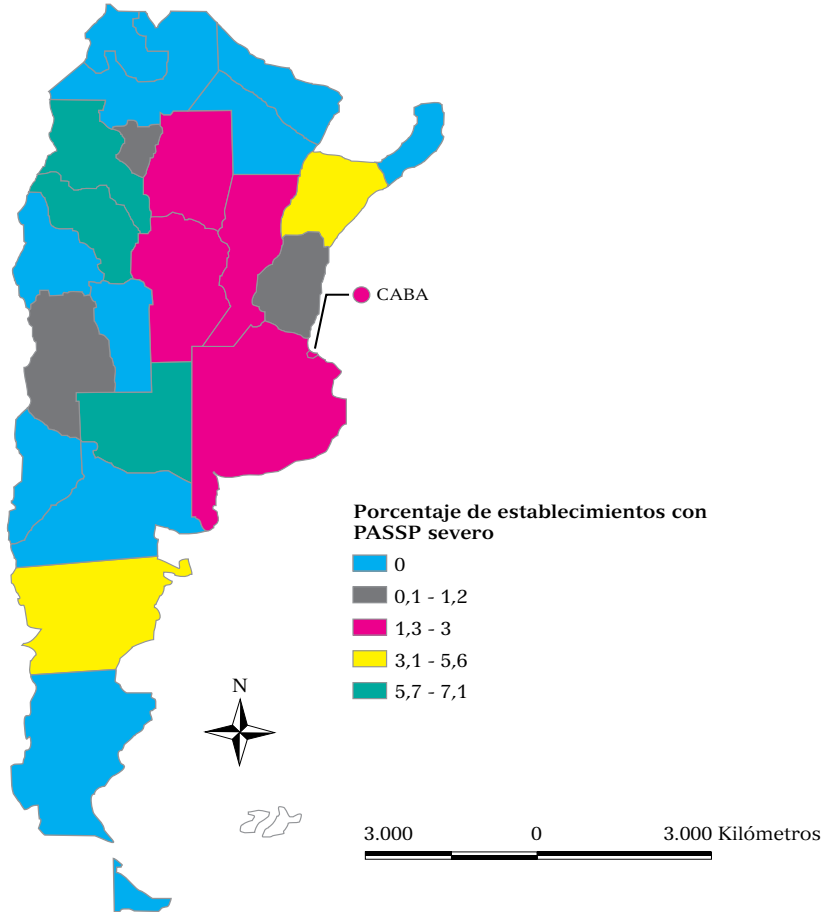 CABA
Porcentaje de establecimientos con
PASSP severo
0
0,1 - 1,2
1,3 - 3
3,1 - 5,6
5,7 - 7,1
N
3.000 0 3.000 Kilómetros